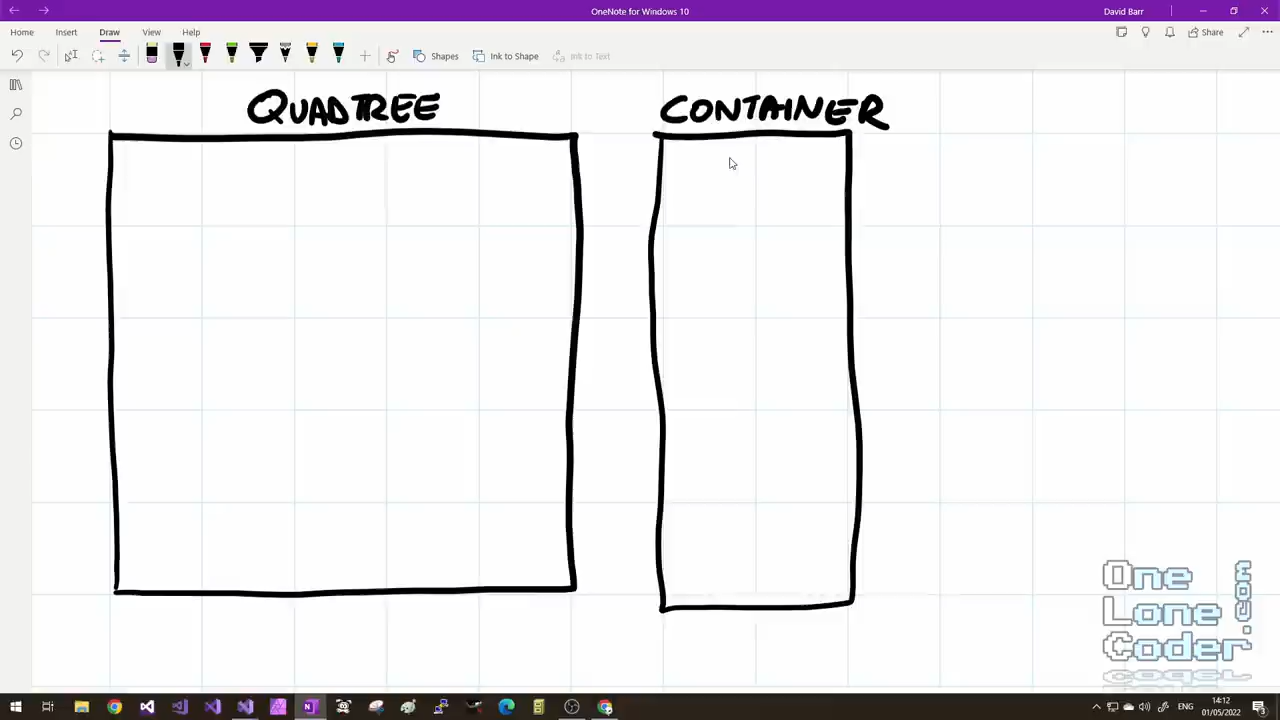 OneNote for Windows 10
David Barr
Home Insert Draw View Help
Shapes Ink to Shape Ink to Text Share
QUADTREE CONTAINER
One
Lone
Coder
.com
ENG
14:12
01/05/2022